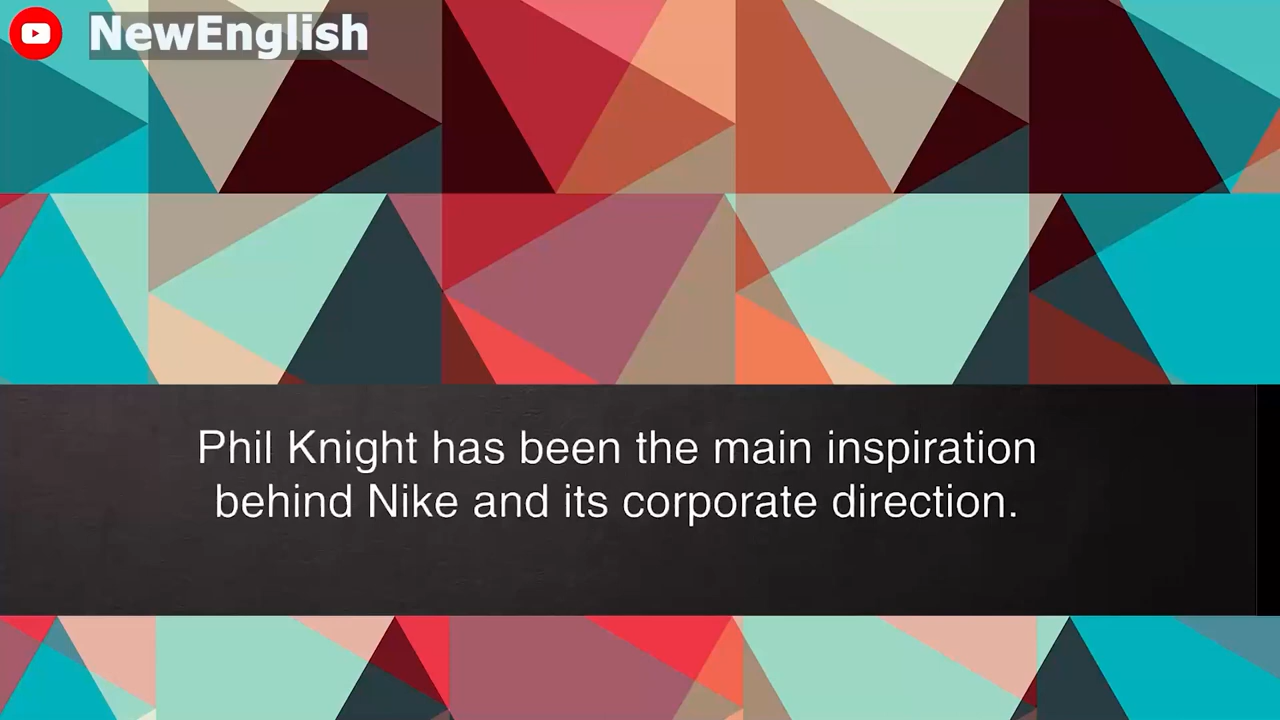 NewEnglish
Phil Knight has been the main inspiration
behind Nike and its corporate direction.